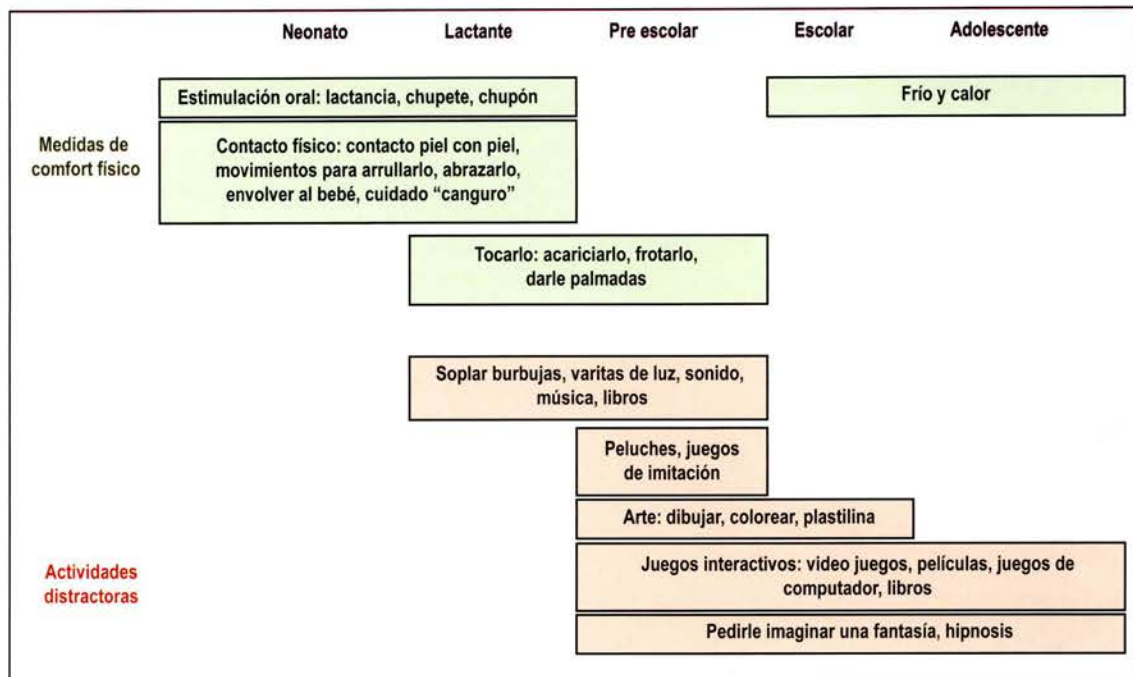 Neonato Lactante Pre escolar Escolar Adolescente
Estimulación oral: lactancia, chupete, chupón
Frío y calor
Medidas de
comfort físico
Contacto físico: contacto piel con piel,
movimientos para arrullarlo, abrazarlo,
envolver al bebé, cuidado “canguro”
Tocarlo: acariciarlo, frotarlo,
darle palmadas
Soplar burbujas, varitas de luz, sonido,
música, libros
Peluches, juegos
de imitación
Arte: dibujar, colorear, plastilina
Actividades
distractoras
Juegos interactivos: video juegos, películas, juegos de
computador, libros
Pedirle imaginar una fantasía, hipnosis